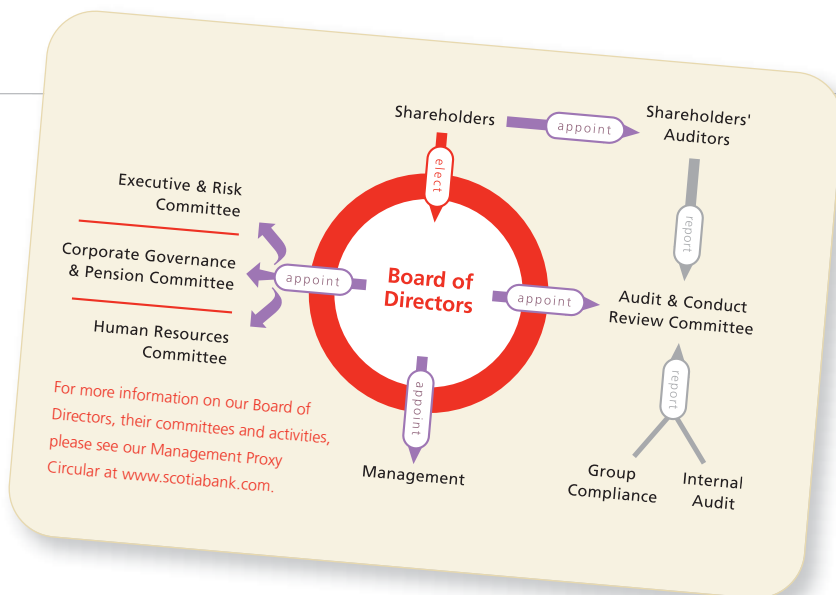 Shareholders
appoint
Shareholders'
Auditors
elect
report
Executive & Risk
Committee
Corporate Governance
& Pension Committee
Human Resources
Committee
appoint
Board of
Directors
appoint
Audit & Conduct
Review Committee
appoint
Management
report
Group
Compliance
Internal
Audit
For more information on our Board of
Directors, their committees and activities,
please see our Management Proxy
Circular at www.scotiabank.com.